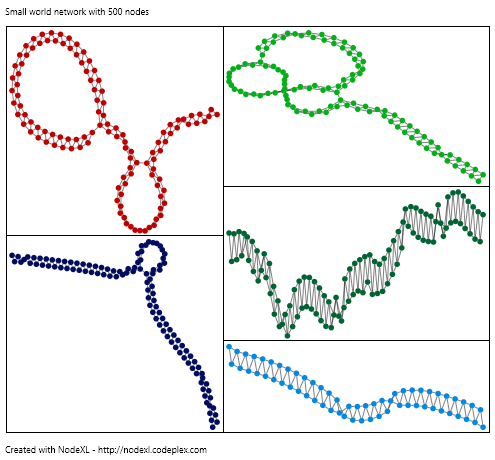 Small world network with 500 nodes
Created with NodeXL - http://nodexl.codeplex.com